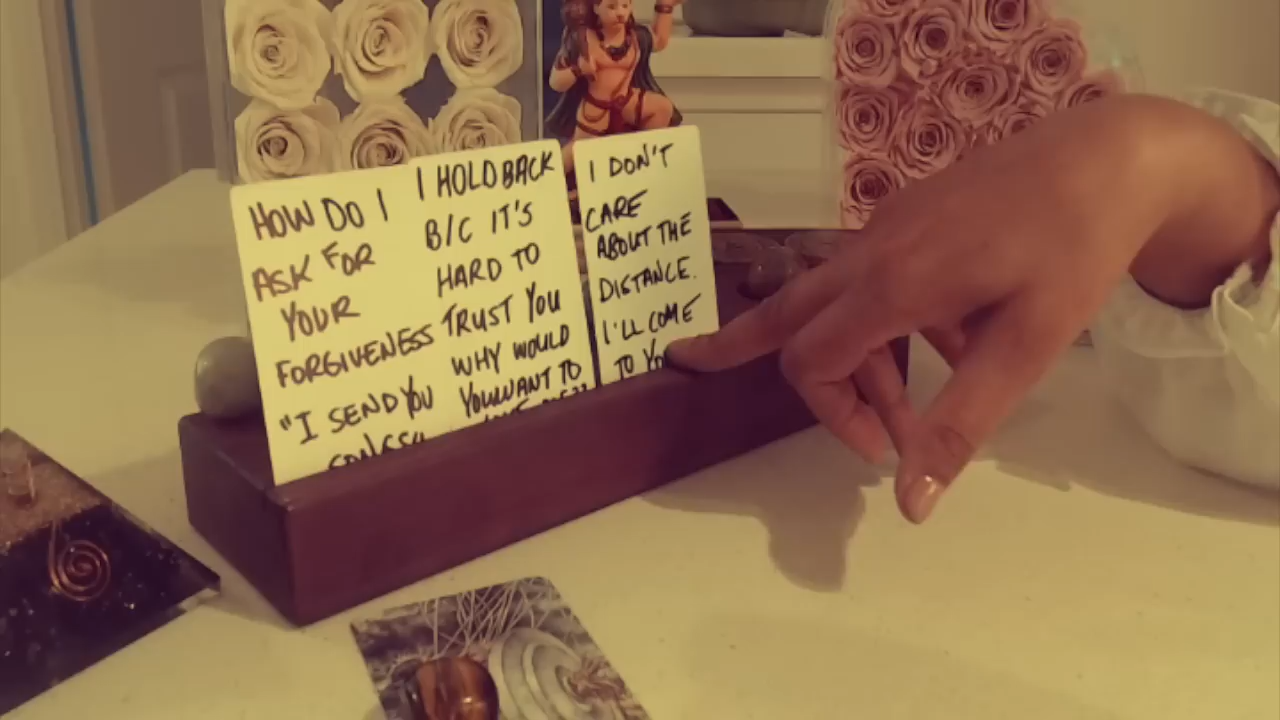 HOW DO I
ASK FOR
YOUR
FORGIVENESS
"I SEND YOU
I HOLD BACK
B/C IT'S
HARD TO
TRUST YOU
WHY WOULD
YOU WANT TO
I DON'T
CARE
ABOUT THE
DISTANCE.
I'LL COME
TO